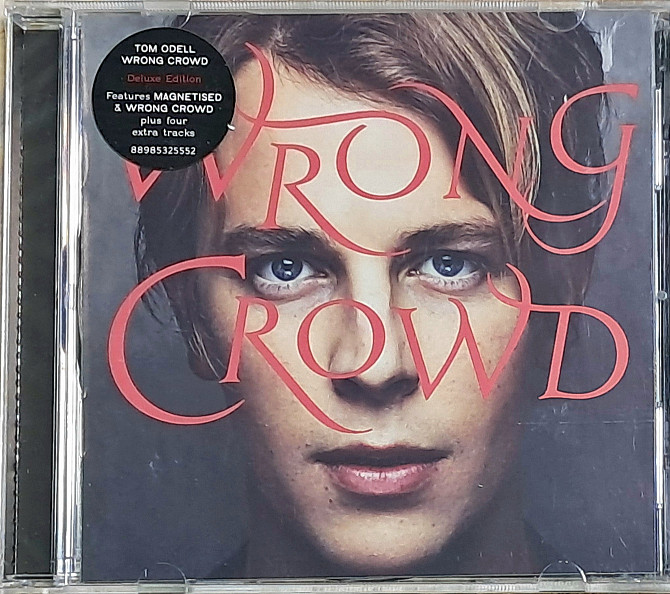 TOM ODELL
WRONG CROWD
Deluxe Edition
Features MAGNETISED
& WRONG CROWD
plus four
extra tracks
88985325552
WRONG
CROWD